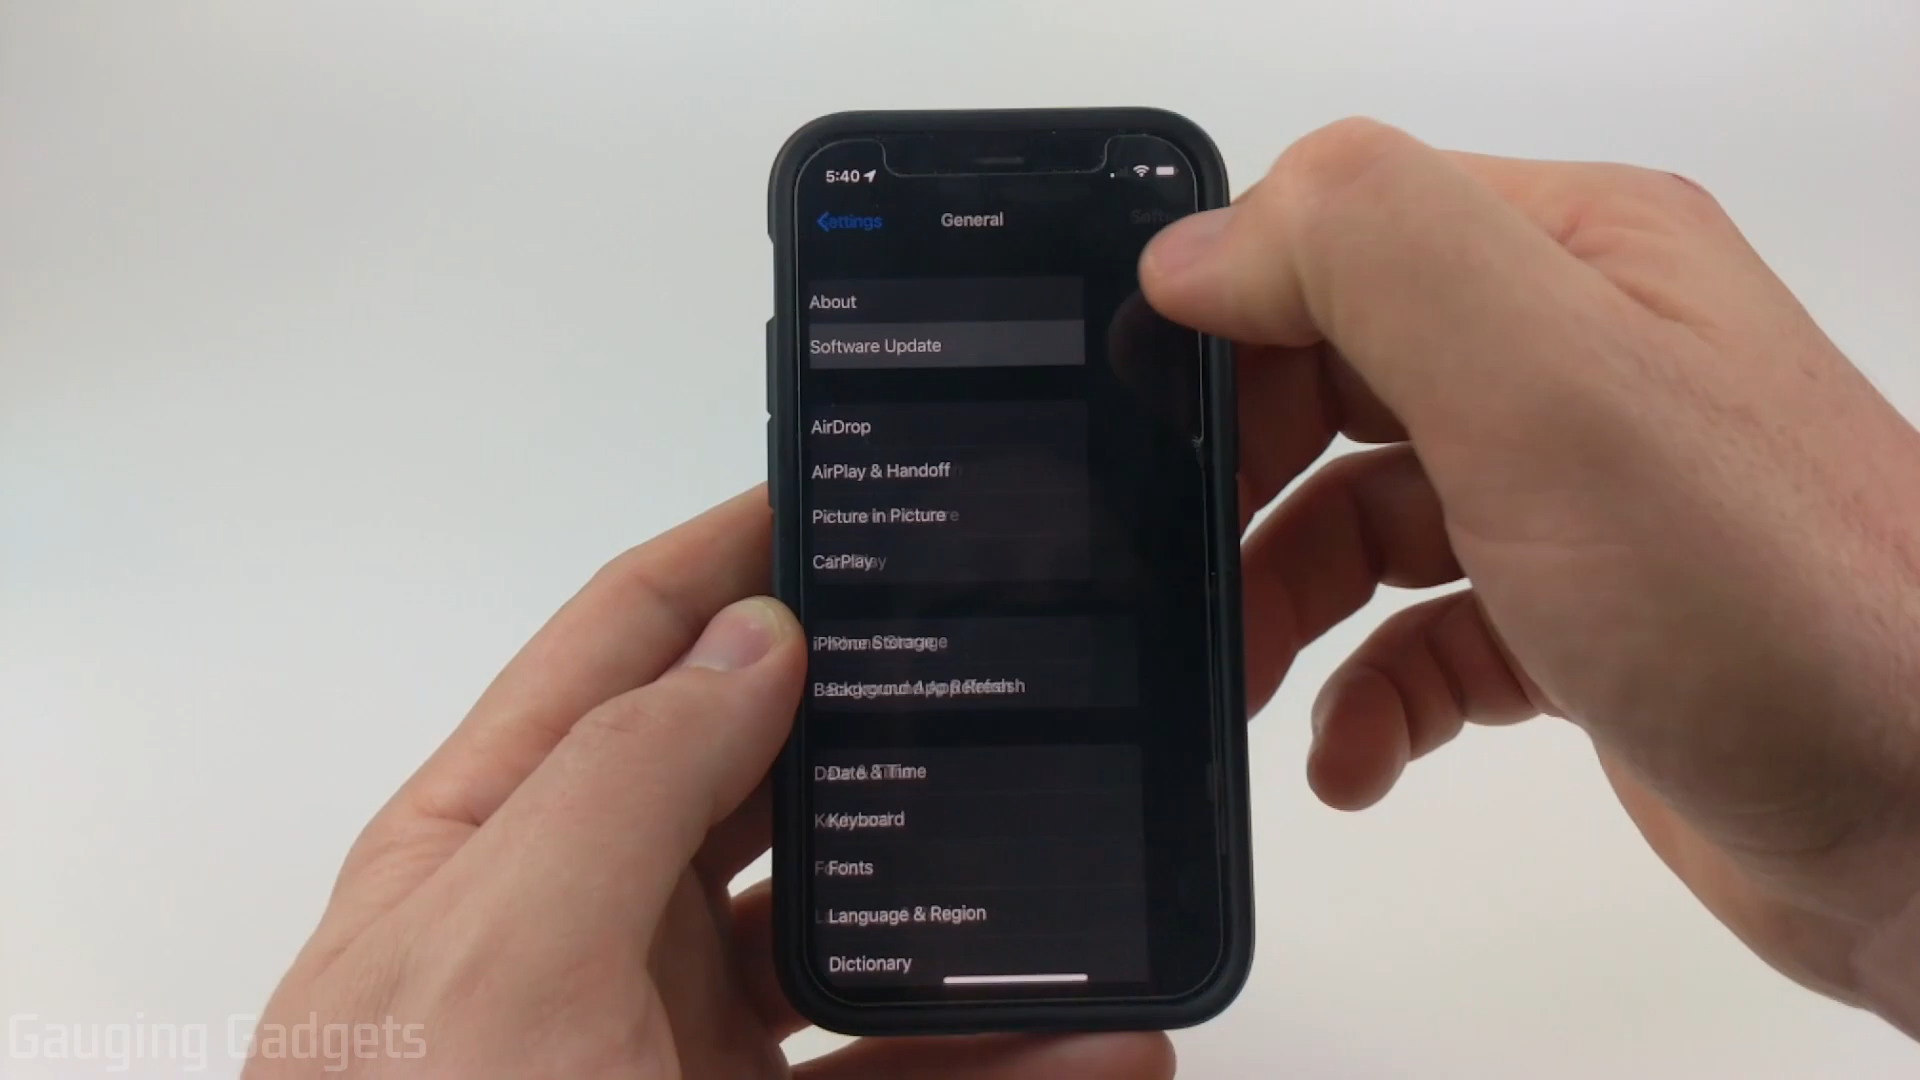 5:40
Settings
General
Softw
About
Software Update
AirDrop
AirPlay & Handoff
Picture in Picture
CarPlay
iPhone Storage
Background App Refresh
Date & Time
Keyboard
Fonts
Language & Region
Dictionary
Gauging Gadgets